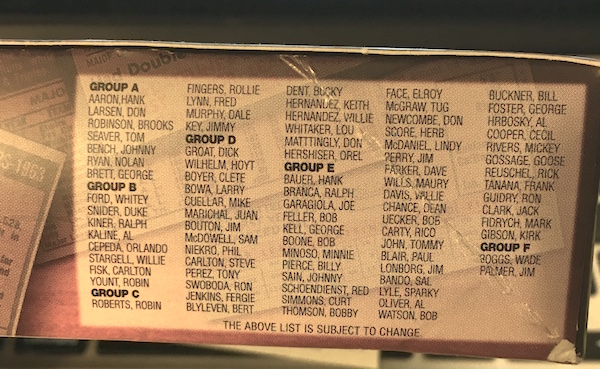 d Double
GROUP A
AARON,HANK
LARSEN, DON
ROBINSON, BROOKS
SEAVER, TOM
BENCH, JOHNNY
RYAN, NOLAN
BRETT, GEORGE
GROUP B
FORD, WHITEY
SNIDER, DUKE
KINER, RALPH
KALINE, AL
CEPEDA, ORLANDO
STARGELL, WILLIE
FISK, CARLTON
YOUNT, ROBIN
GROUP C
ROBERTS, ROBIN
FINGERS, ROLLIE
LYNN, FRED
MURPHY, DALE
KEY, JIMMY
GROUP D
GROAT, DICK
WILHELM, HOYT
BOYER, CLETE
BOWA, LARRY
CUELLAR, MIKE
MARICHAL, JUAN
BOUTON, JIM
McDOWELL, SAM
NIEKRO, PHIL
CARLTON, STEVE
PEREZ, TONY
SWOBODA, RON
JENKINS, FERGIE
BLYLEVEN, BERT
DENT, BUCKY
HERNANDEZ, KEITH
HERNANDEZ, WILLIE
WHITAKER, LOU
MATTTINGLY, DON
HERSHISER, OREL
GROUP E
BAUER, HANK
BRANCA, RALPH
GARAGIOLA, JOE
FELLER, BOB
KELL, GEORGE
BOONE, BOB
MINOSO, MINNIE
PIERCE, BILLY
SAIN, JOHNNY
SCHOENDIENST, RED
SIMMONS, CURT
THOMSON, BOBBY
FACE, ELROY
McGRAW, TUG
NEWCOMBE, DON
SCORE, HERB
McDANIEL, LINDY
PERRY, JIM
PARKER, DAVE
WILLS, MAURY
DAVIS, WILLIE
CHANCE, DEAN
UECKER, BOB
CARTY, RICO
JOHN, TOMMY
BLAIR, PAUL
LONBORG, JIM
BANDO, SAL
LYLE, SPARKY
OLIVER, AL
WATSON, BOB
BUCKNER, BILL
FOSTER, GEORGE
HRBOSKY, AL
COOPER, CECIL
RIVERS, MICKEY
GOSSAGE, GOOSE
REUSCHEL, RICK
TANANA, FRANK
GUIDRY, RON
CLARK, JACK
FIDRYCH, MARK
GIBSON, KIRK
GROUP F
BOGGS, WADE
PALMER, JIM
THE ABOVE LIST IS SUBJECT TO CHANGE.